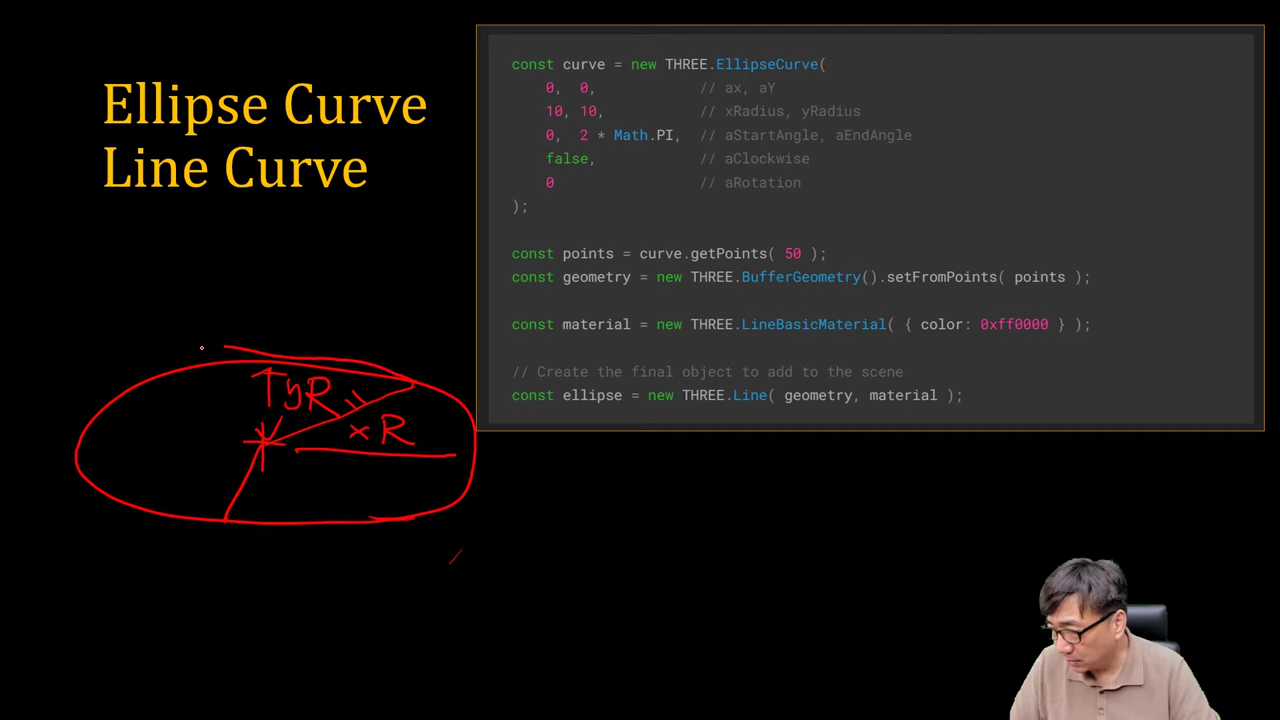 Ellipse Curve
Line Curve
const curve = new THREE.EllipseCurve(
0, 0, // ax, aY
10, 10, // xRadius, yRadius
0, 2 * Math.PI, // aStartAngle, aEndAngle
false, // aClockwise
0 // aRotation
);
const points = curve.getPoints( 50 );
const geometry = new THREE.BufferGeometry().setFromPoints( points );
const material = new THREE.LineBasicMaterial( { color: 0xff0000 } );
// Create the final object to add to the scene
const ellipse = new THREE.Line( geometry, material );
yR
xR